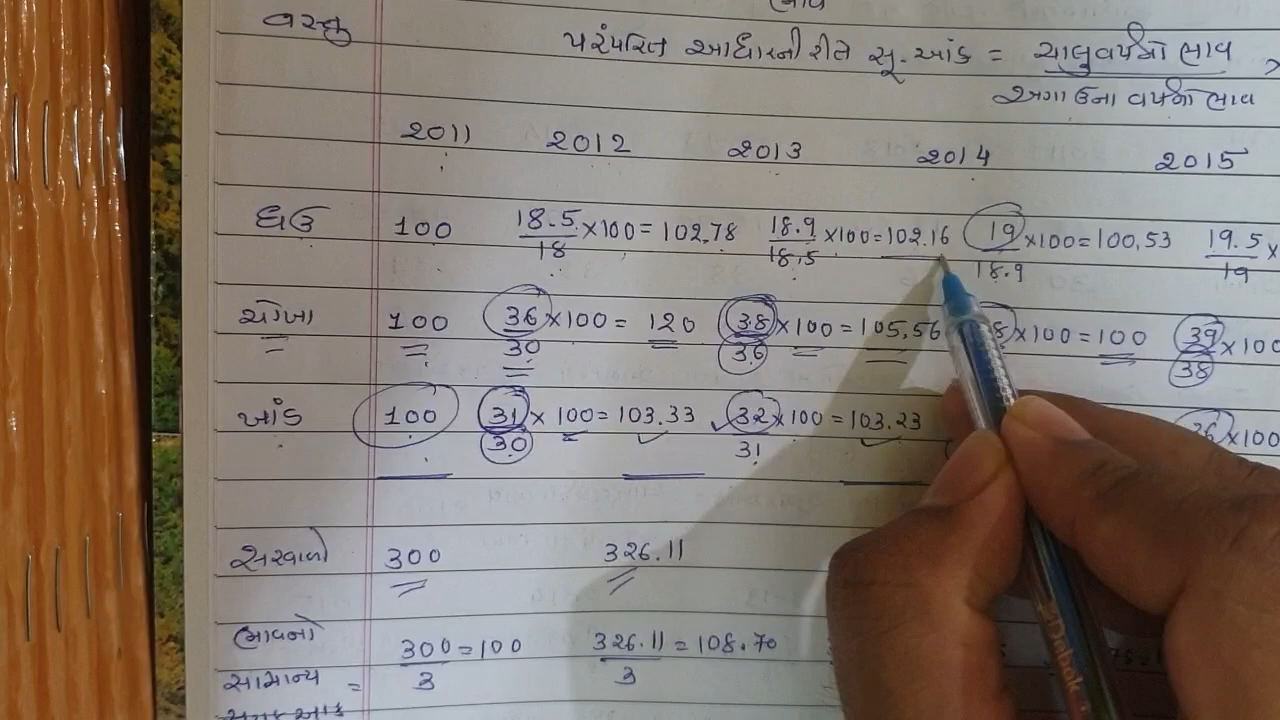 ભાવ
વસ્તુ
પરંપરિત આધારની રીતે સૂ.આંક = ચાલુવર્ષનો ભાવ ×
અગાઉના વર્ષનો ભાવ
2011 2012 2013 2014 2015
ઘઉં 100 18.5/18 ×100 = 102.78 18.9/18.5 ×100 = 102.16 19/18.9 ×100 = 100.53 19.5/19 ×
ચોખા 100 36/30 ×100 = 120 38/36 ×100 = 105.56 8 ×100 = 100 39/38 ×100
ખાંડ 100 31/30 × 100 = 103.33 32/31 ×100 = 103.23 36 ×100
સરવાળો 300 326.11
ભાવનો 300/3 = 100 326.11/3 = 108.70
સામાન્ય =
સૂચક આંક